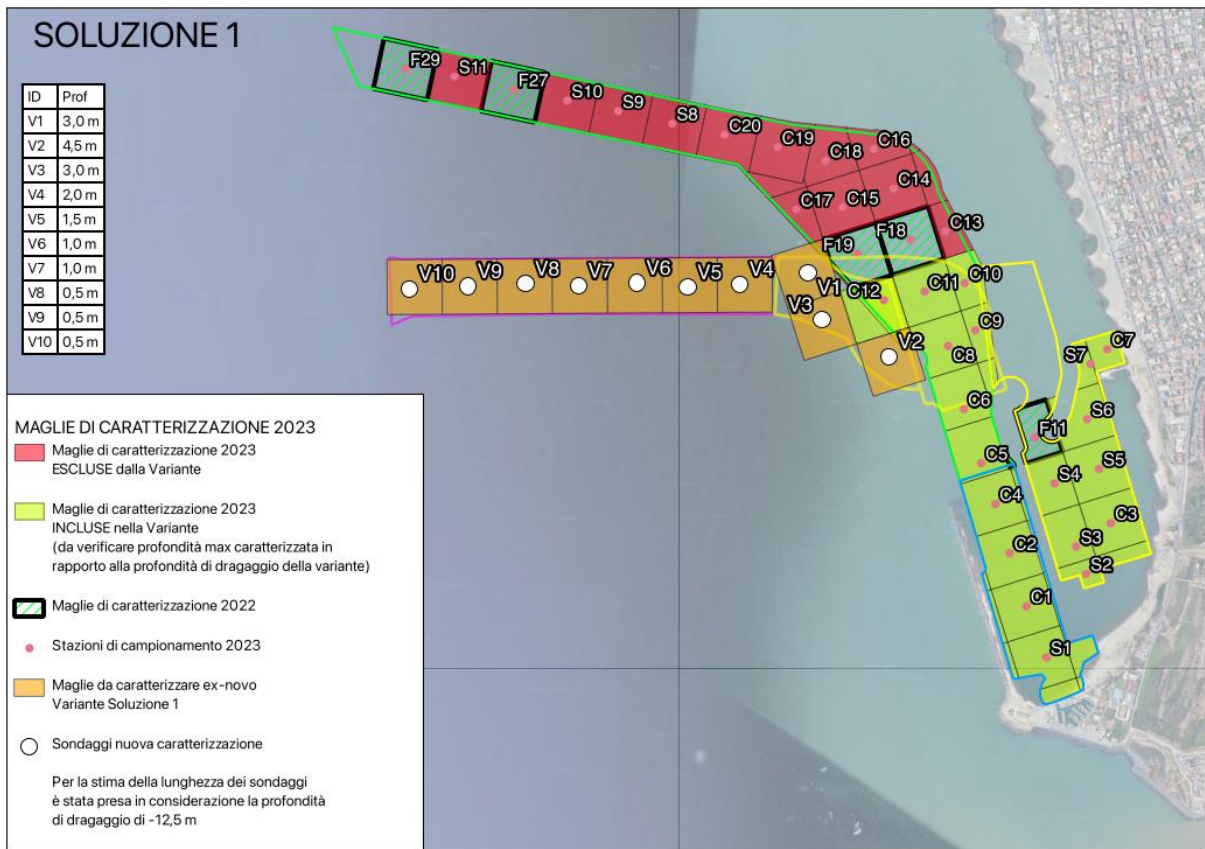 SOLUZIONE 1
ID Prof
V1 3,0 m
V2 4,5 m
V3 3,0 m
V4 2,0 m
V5 1,5 m
V6 1,0 m
V7 1,0 m
V8 0,5 m
V9 0,5 m
V10 0,5 m
F29
S11
F27
S10
S9
S8
C20
C19
C18
C16
C17
C15
C14
C13
F19
F18
V10
V9
V8
V7
V6
V5
V4
V1
V3
V2
C12
C11
C10
C9
C8
C6
C5
C7
S7
S6
F11
S5
S4
C4
C3
C2
S3
S2
C1
S1
MAGLIE DI CARATTERIZZAZIONE 2023
Maglie di caratterizzazione 2023
ESCLUSE dalla Variante
Maglie di caratterizzazione 2023
INCLUSE nella Variante
(da verificare profondità max caratterizzata in
rapporto alla profondità di dragaggio della variante)
Maglie di caratterizzazione 2022
Stazioni di campionamento 2023
Maglie da caratterizzare ex-novo
Variante Soluzione 1
Sondaggi nuova caratterizzazione
Per la stima della lunghezza dei sondaggi
è stata presa in considerazione la profondità
di dragaggio di -12,5 m